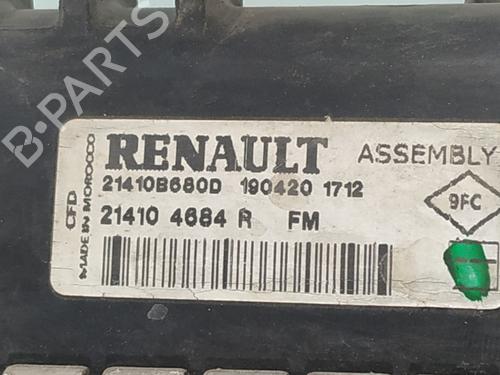 B-PARTS
RENAULT ASSEMBLY
21410B680D 190420 1712
21410 4684 R FM
9FC
CFD
MADE IN MOROCCO